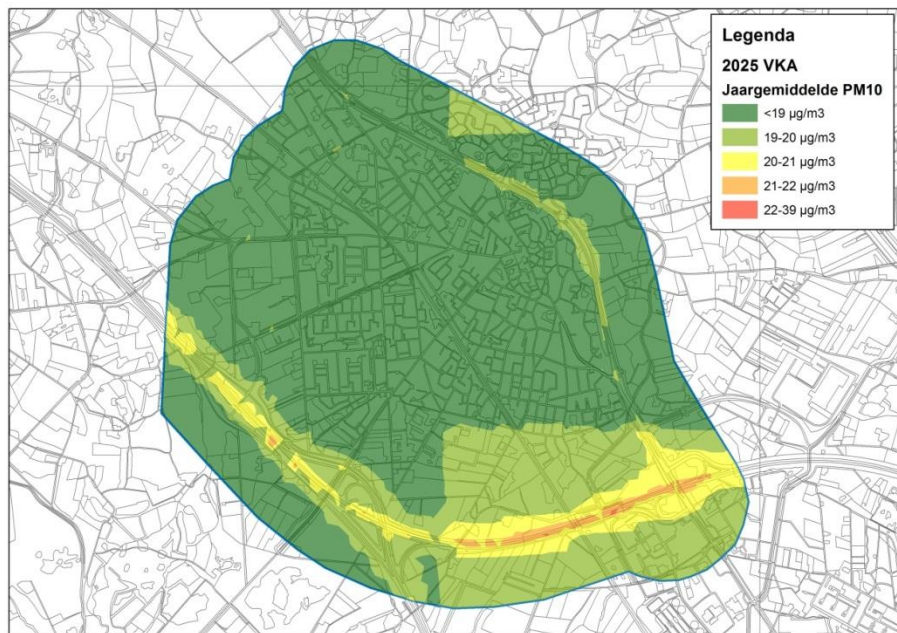 Legenda
2025 VKA
Jaargemiddelde PM10
<19 µg/m3
19-20 µg/m3
20-21 µg/m3
21-22 µg/m3
22-39 µg/m3